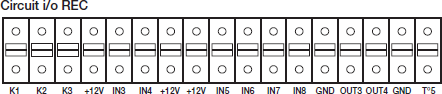 Circuit i/o REC
K1 K2 K3 +12V IN3 IN4 +12V +12V IN5 IN6 IN7 IN8 GND OUT3 OUT4 GND T°5